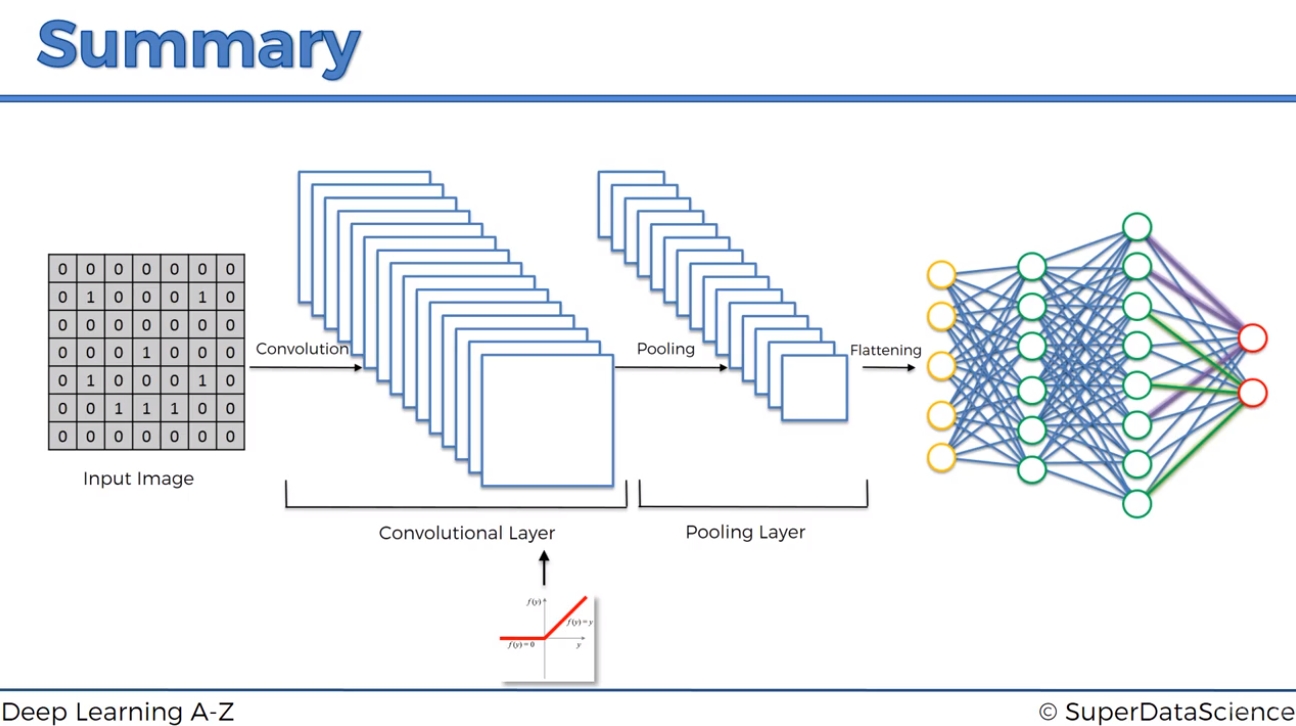 Summary
0 0 0 0 0 0 0
0 1 0 0 0 1 0
0 0 0 0 0 0 0
0 0 0 1 0 0 0
0 1 0 0 0 1 0
0 0 1 1 1 0 0
0 0 0 0 0 0 0
Input Image
Convolution
Pooling
Flattening
Convolutional Layer
Pooling Layer
f(y)
f(y)=y
f(y)=0
y
Deep Learning A-Z
© SuperDataScience